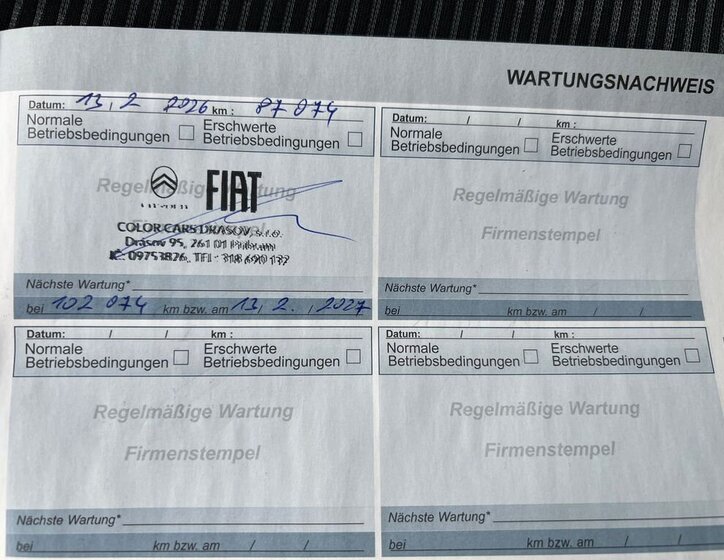 WARTUNGSNACHWEIS
Datum: 13, 2 2026 km : 87 074
Normale Betriebsbedingungen
Erschwerte Betriebsbedingungen
Regelmäßige Wartung
Firmenstempel
FIAT
COLOR CARS DRASOV, s.r.o.
Drásov 95, 261 01 Příbram
09753826, TEL: 318 690 132
Nächste Wartung*
bei 102 074 km bzw. am 13, 2. , 2027
Datum: / / km :
Normale Betriebsbedingungen
Erschwerte Betriebsbedingungen
Regelmäßige Wartung
Firmenstempel
Nächste Wartung*
bei km bzw. am / /
Datum: / / km :
Normale Betriebsbedingungen
Erschwerte Betriebsbedingungen
Regelmäßige Wartung
Firmenstempel
Nächste Wartung*
bei km bzw. am / /
Datum: / / km :
Normale Betriebsbedingungen
Erschwerte Betriebsbedingungen
Regelmäßige Wartung
Firmenstempel
Nächste Wartung*
bei km bzw. am / /